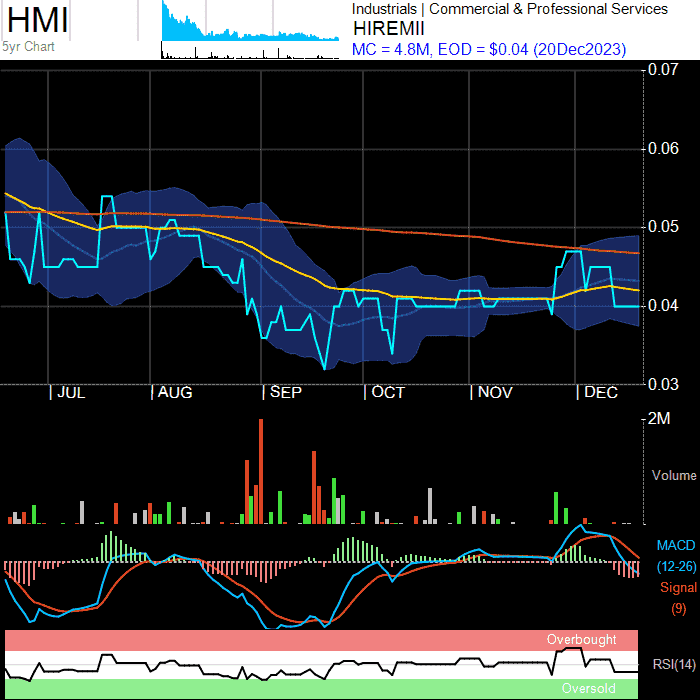 HMI
5yr Chart
Industrials | Commercial & Professional Services
HIREMII
MC = 4.8M, EOD = $0.04 (20Dec2023)
0.07
0.06
0.05
0.04
0.03
| JUL | AUG | SEP | OCT | NOV | DEC
2M
Volume
MACD
(12-26)
Signal
(9)
Overbought
RSI(14)
Oversold